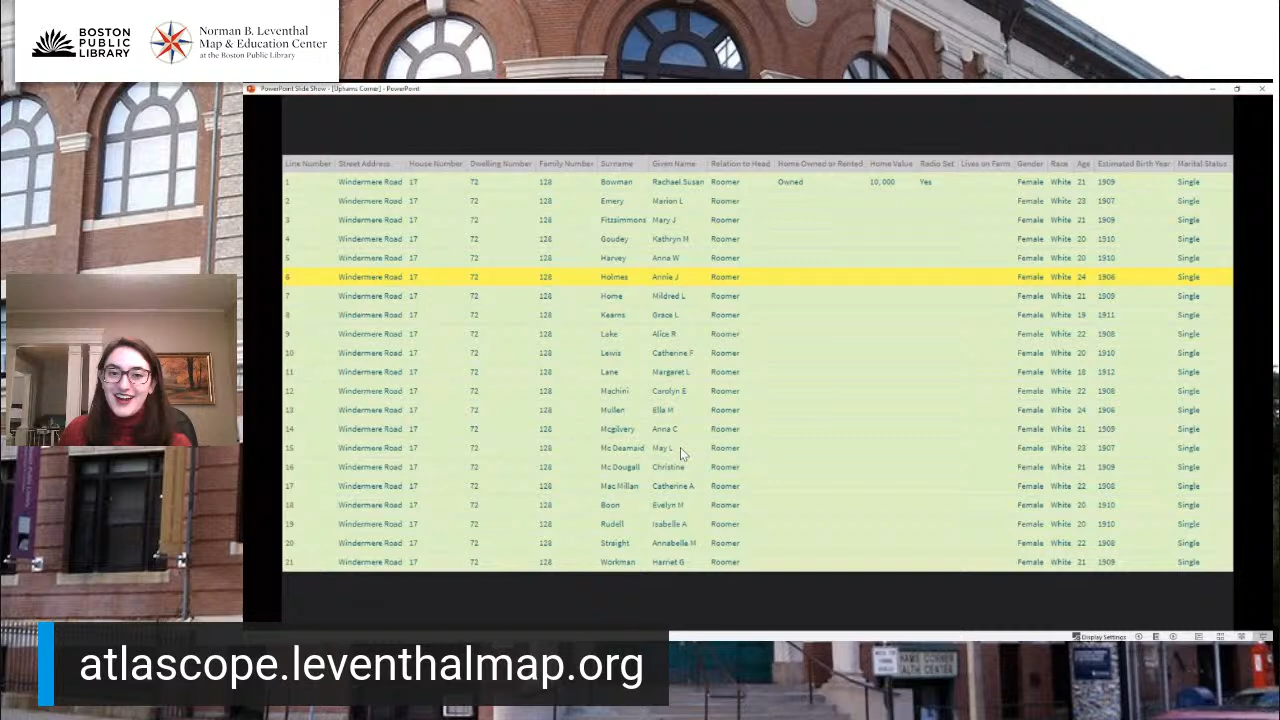 BOSTON
PUBLIC
LIBRARY
Norman B. Leventhal
Map & Education Center
at the Boston Public Library
PowerPoint Slide Show - [Uphams Corner] - PowerPoint
Line Number Street Address House Number Dwelling Number Family Number Surname Given Name Relation to Head Home Owned or Rented Home Value Radio Set Lives on Farm Gender Race Age Estimated Birth Year Marital Status
1 Windermere Road 17 72 128 Bowman Rachael Susan Roomer Owned 10,000 Yes Female White 21 1909 Single
2 Windermere Road 17 72 128 Emery Marion L Roomer Female White 23 1907 Single
3 Windermere Road 17 72 128 Fitzsimmons Mary J Roomer Female White 21 1909 Single
4 Windermere Road 17 72 128 Goudey Kathryn M Roomer Female White 20 1910 Single
5 Windermere Road 17 72 128 Harvey Anna W Roomer Female White 20 1910 Single
6 Windermere Road 17 72 128 Holmes Annie J Roomer Female White 24 1906 Single
7 Windermere Road 17 72 128 Home Mildred L Roomer Female White 21 1909 Single
8 Windermere Road 17 72 128 Kearns Grace L Roomer Female White 19 1911 Single
9 Windermere Road 17 72 128 Lake Alice R Roomer Female White 22 1908 Single
10 Windermere Road 17 72 128 Lewis Catherine F Roomer Female White 20 1910 Single
11 Windermere Road 17 72 128 Lane Margaret L Roomer Female White 18 1912 Single
12 Windermere Road 17 72 128 Machini Carolyn E Roomer Female White 22 1908 Single
13 Windermere Road 17 72 128 Mullen Ella M Roomer Female White 24 1906 Single
14 Windermere Road 17 72 128 Mcgilvery Anna C Roomer Female White 21 1909 Single
15 Windermere Road 17 72 128 Mc Deamaid May L Roomer Female White 23 1907 Single
16 Windermere Road 17 72 128 Mc Dougall Christine Roomer Female White 21 1909 Single
17 Windermere Road 17 72 128 Mac Millan Catherine A Roomer Female White 22 1908 Single
18 Windermere Road 17 72 128 Boon Evelyn M Roomer Female White 20 1910 Single
19 Windermere Road 17 72 128 Rudell Isabelle A Roomer Female White 20 1910 Single
20 Windermere Road 17 72 128 Straight Annabelle M Roomer Female White 22 1908 Single
21 Windermere Road 17 72 128 Workman Harriet G Roomer Female White 21 1909 Single
Display Settings
atlascope.leventhalmap.org
HAMS CORNER
EALTH CENTER